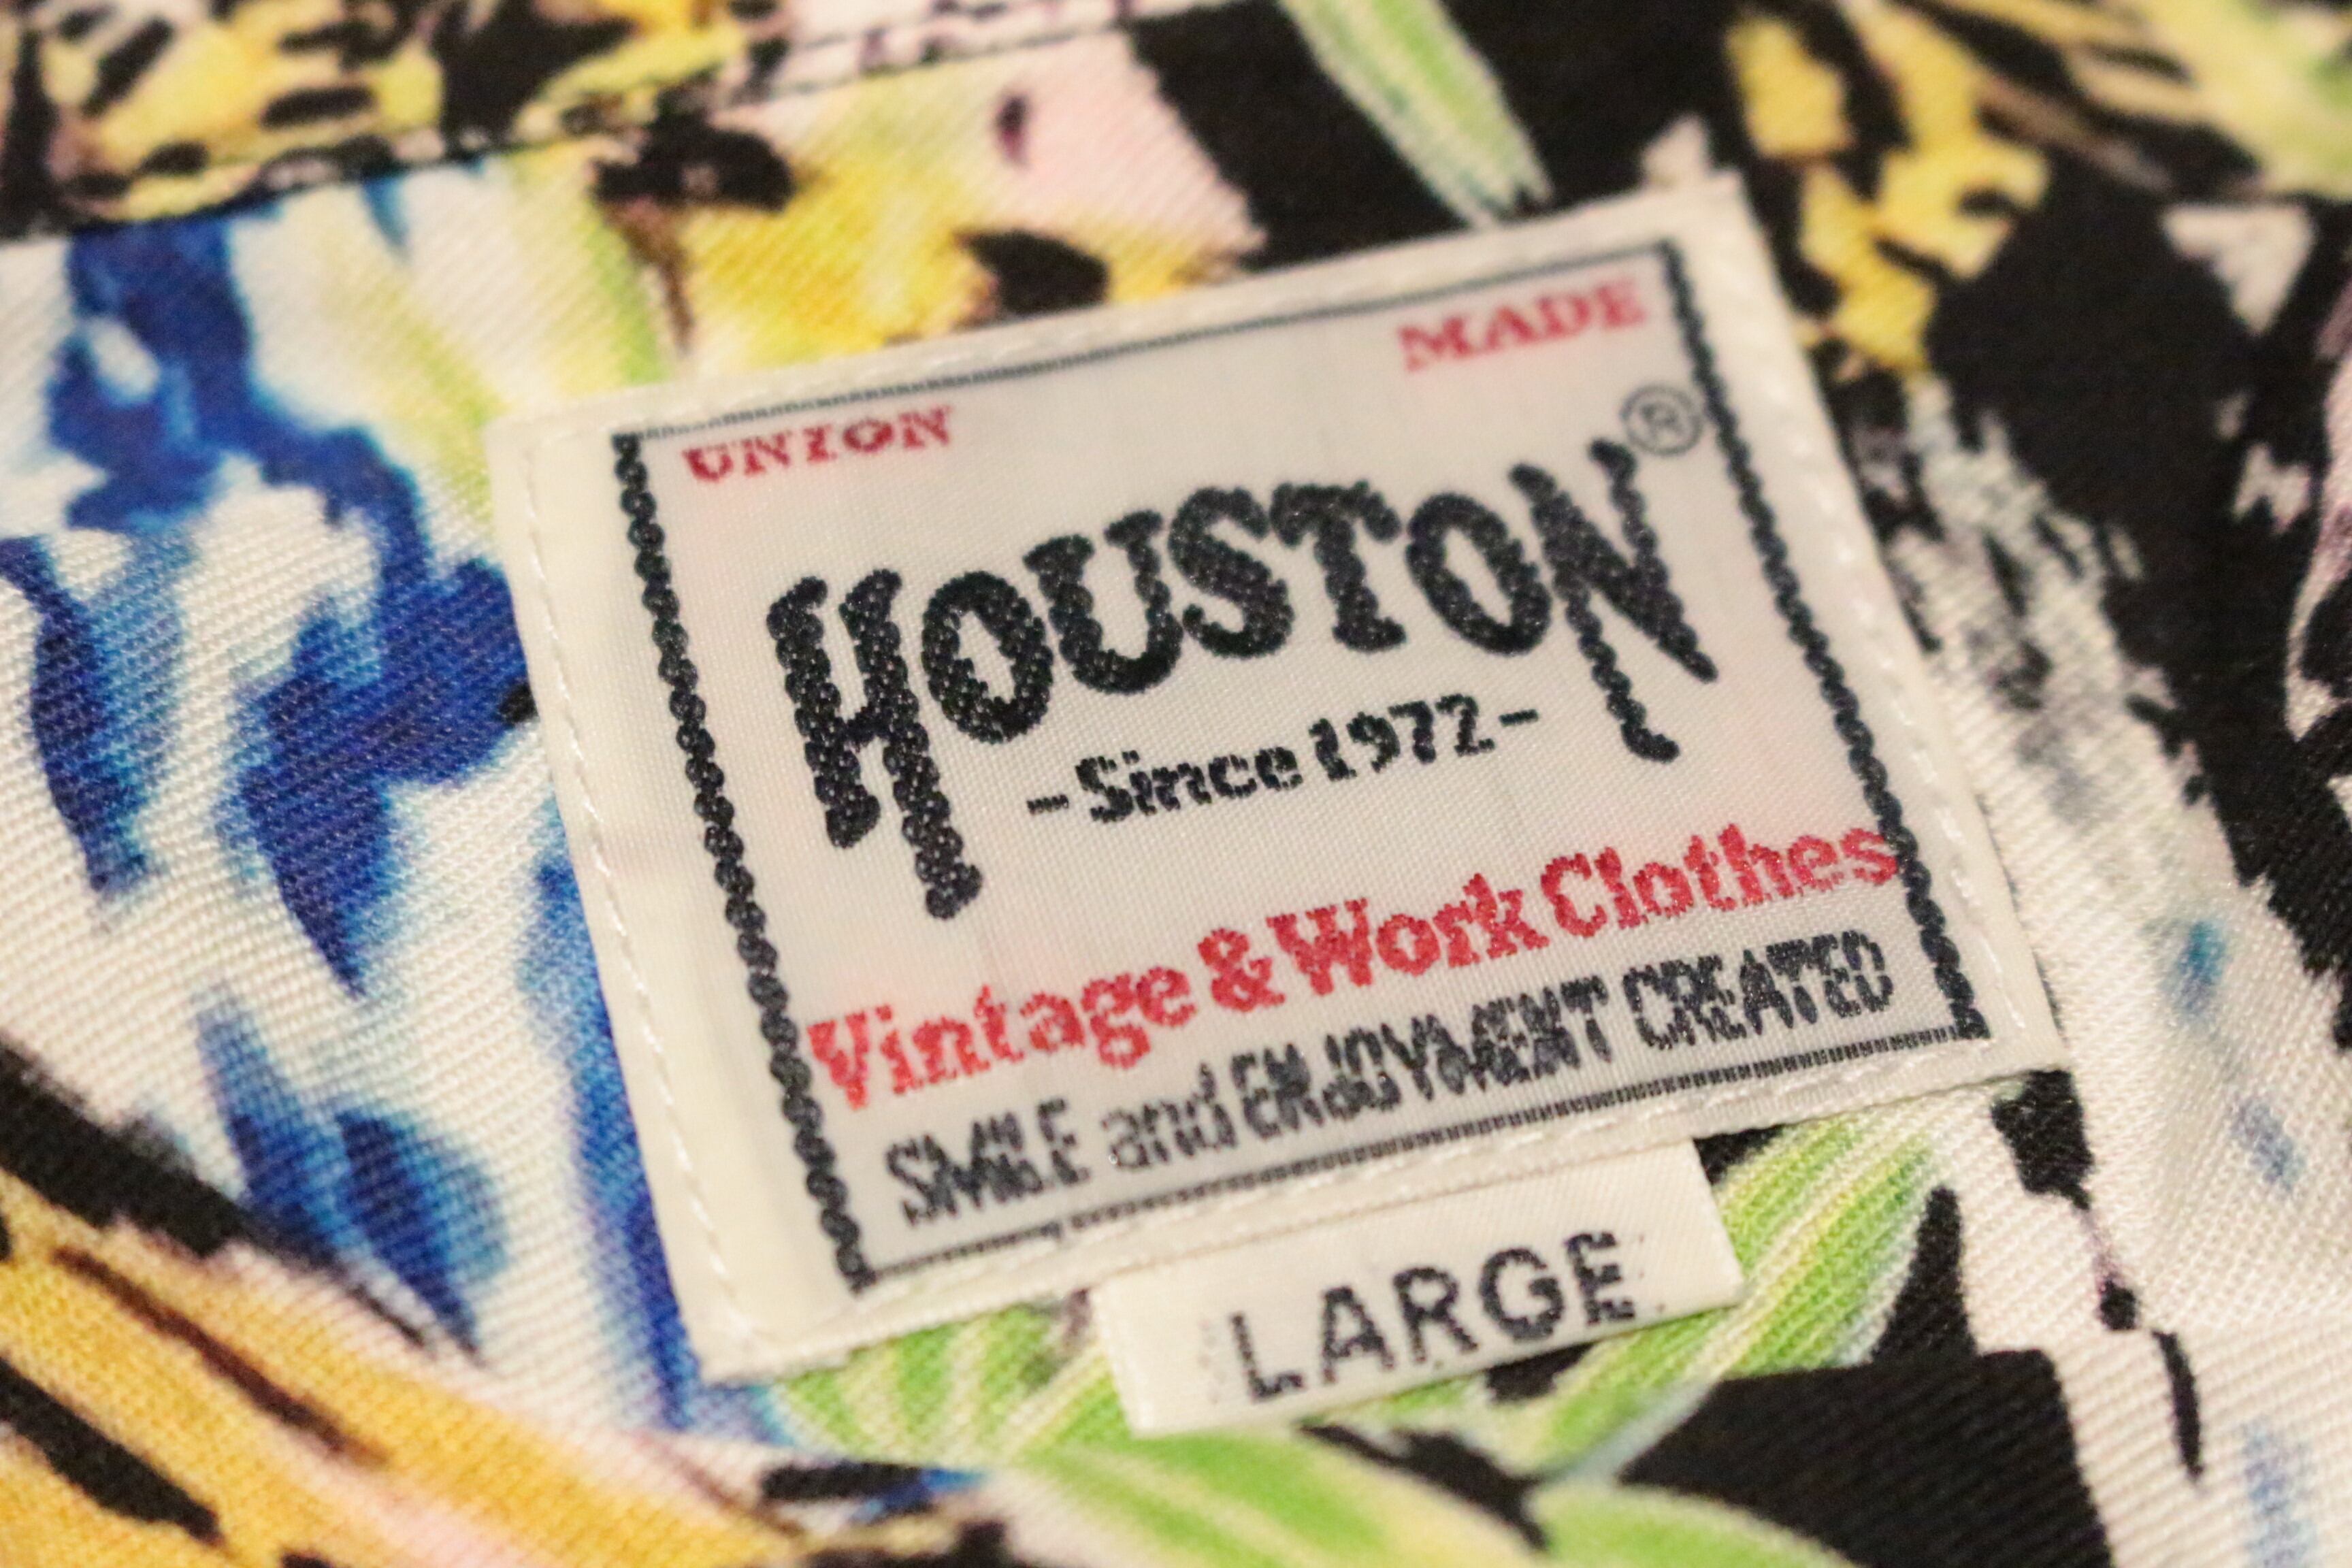 UNION MADE
HOUSTON®
-Since 1972-
Vintage & Work Clothes
SMILE and ENJOYMENT CREATED
LARGE